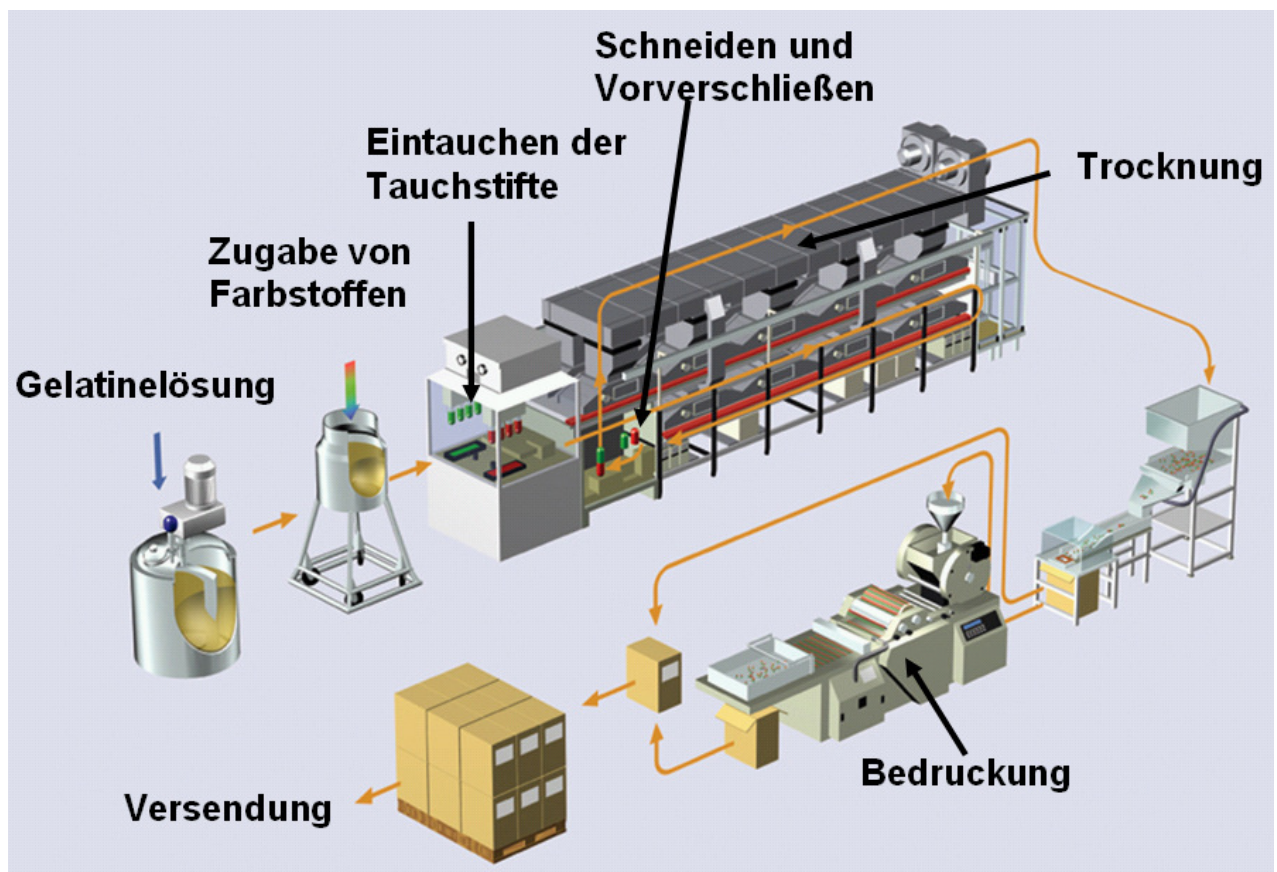 Schneiden und
Vorverschließen
Eintauchen der
Tauchstifte
Trocknung
Zugabe von
Farbstoffen
Gelatinelösung
Bedruckung
Versendung